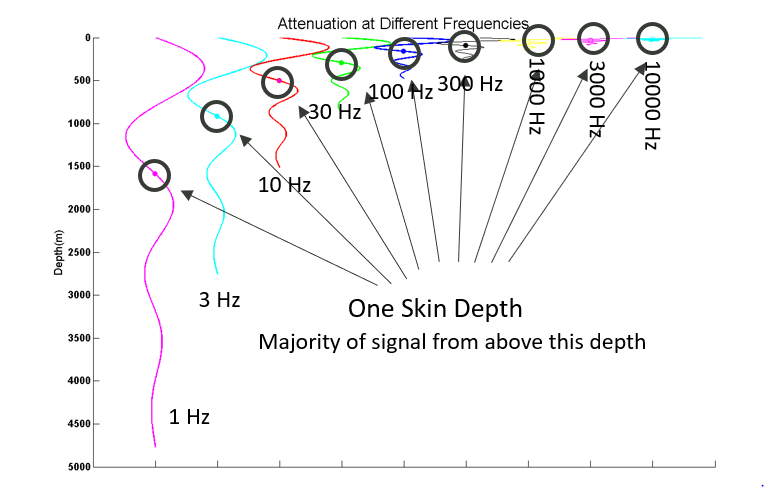 Attenuation at Different Frequencies
0
500
1000
1500
2000
2500
3000
3500
4000
4500
5000
Depth(m)
1 Hz
3 Hz
10 Hz
30 Hz
100 Hz
300 Hz
1000 Hz
3000 Hz
10000 Hz
One Skin Depth
Majority of signal from above this depth